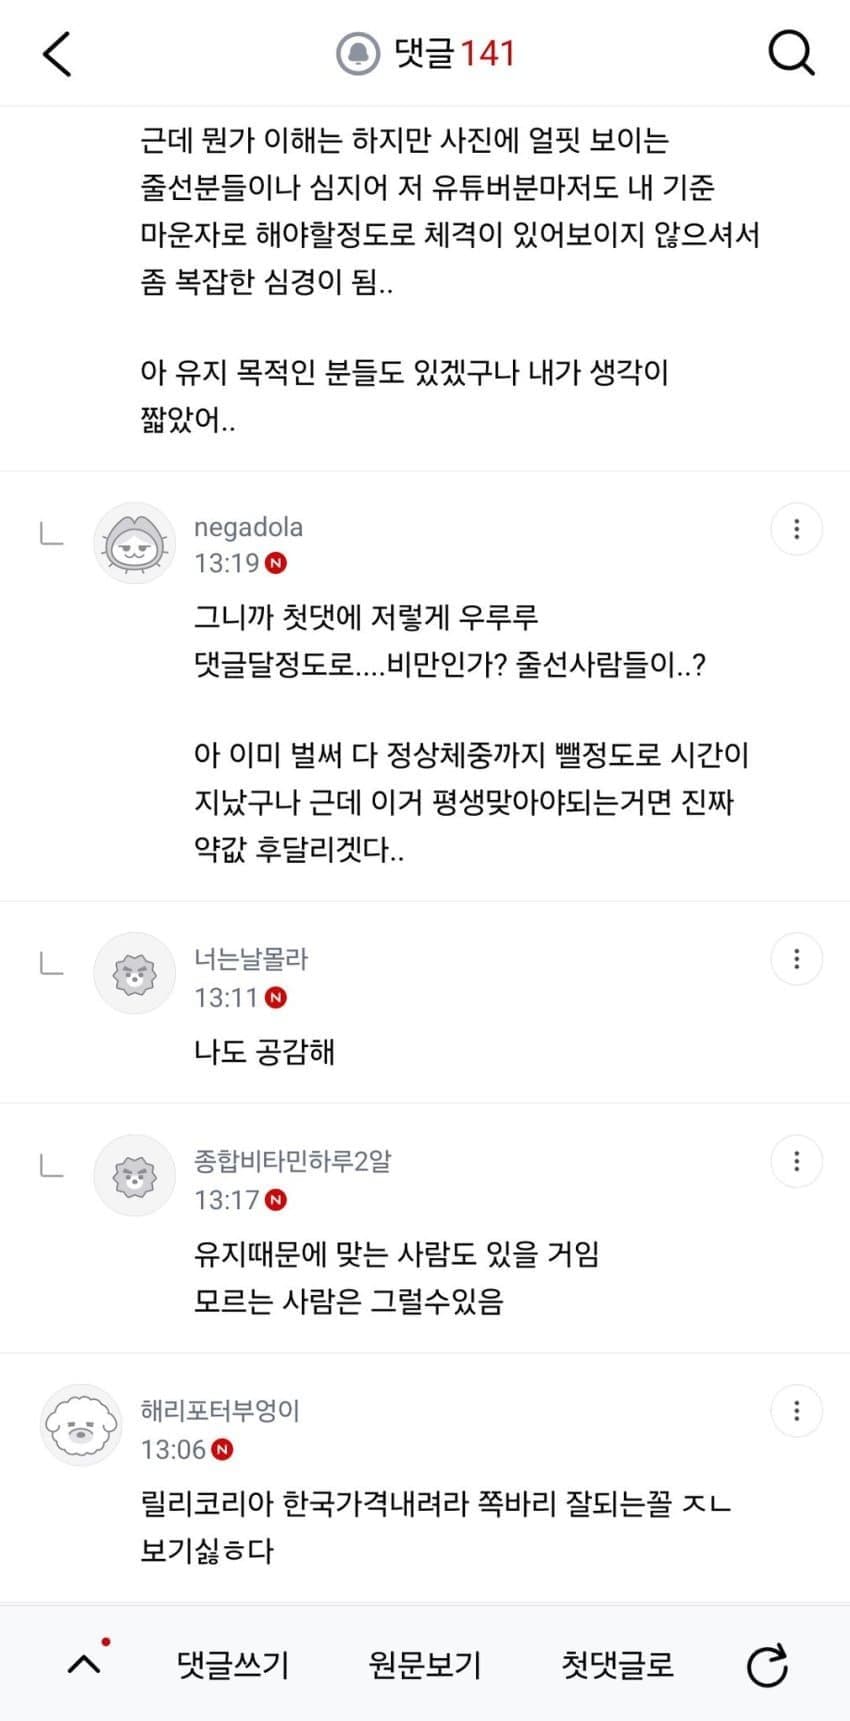 댓글 141
근데 뭔가 이해는 하지만 사진에 얼핏 보이는
줄선분들이나 심지어 저 유튜버분마저도 내 기준
마운자로 해야할정도로 체격이 있어보이지 않으셔서
좀 복잡한 심경이 됨..
아 유지 목적인 분들도 있겠구나 내가 생각이
짧았어..
negadola
13:19 N
그니까 첫댓에 저렇게 우루루
댓글달정도로....비만인가? 줄선사람들이..?
아 이미 벌써 다 정상체중까지 뺄정도로 시간이
지났구나 근데 이거 평생맞아야되는거면 진짜
약값 후달리겟다..
너는날몰라
13:11 N
나도 공감해
종합비타민하루2알
13:17 N
유지때문에 맞는 사람도 있을 거임
모르는 사람은 그럴수있음
해리포터부엉이
13:06 N
릴리코리아 한국가격내려라 쪽바리 잘되는꼴 ㅈㄴ
보기싫ㅎ다
댓글쓰기
원문보기
첫댓글로